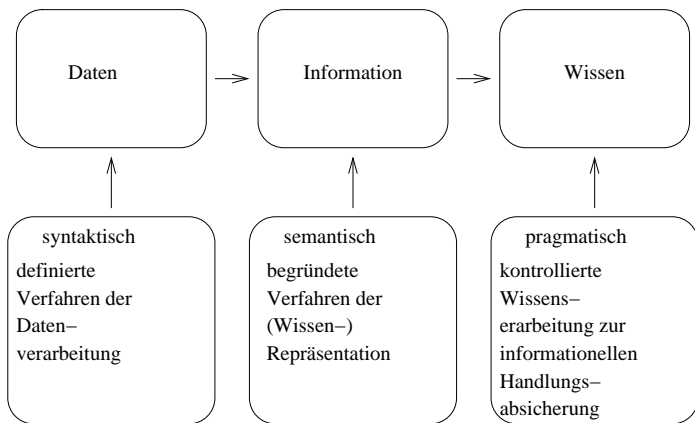 Daten
Information
Wissen
syntaktisch
definierte
Verfahren der
Daten−
verarbeitung
semantisch
begründete
Verfahren der
(Wissen−)
Repräsentation
pragmatisch
kontrollierte
Wissens−
erarbeitung zur
informationellen
Handlungs−
absicherung